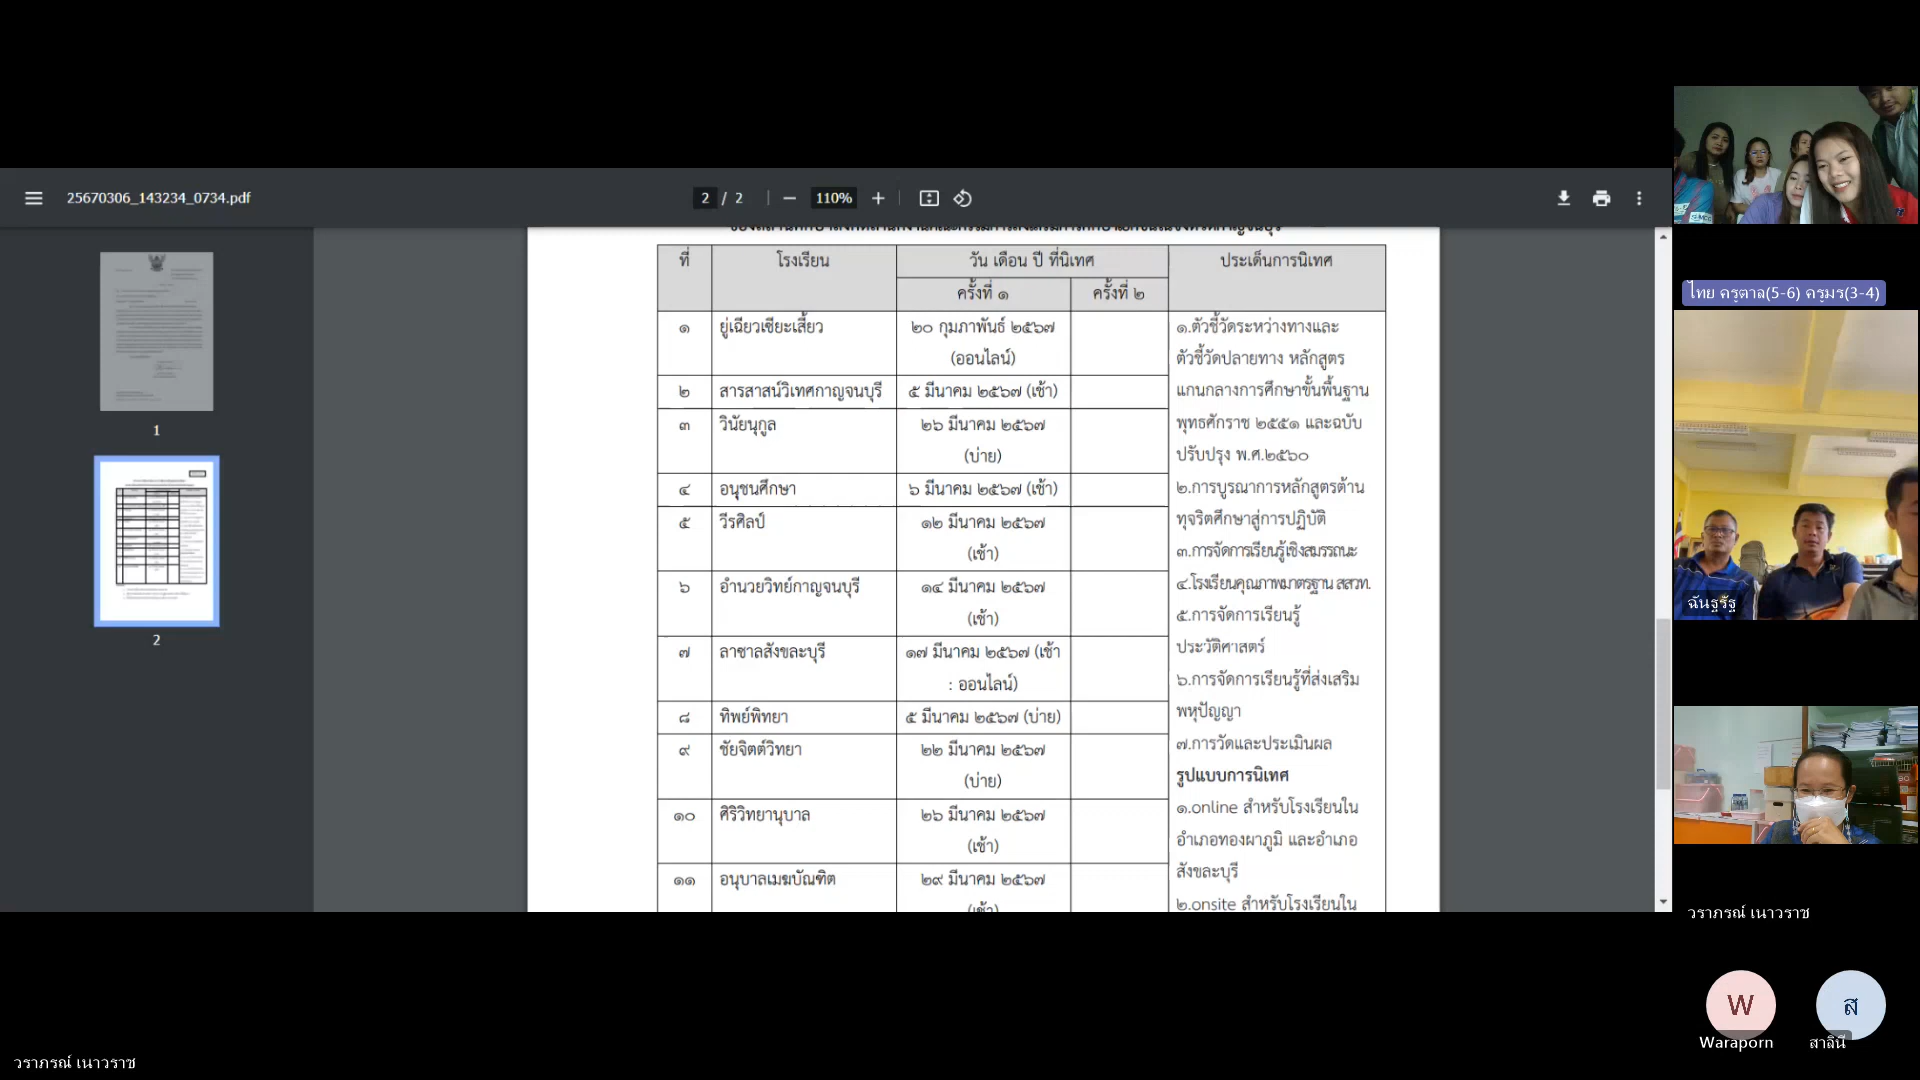 25670306_143234_0734.pdf
2 / 2
110%
1
2
ที่
โรงเรียน
วัน เดือน ปี ที่นิเทศ
ประเด็นการนิเทศ
ครั้งที่ ๑
ครั้งที่ ๒
๑
ยู่เฉียวเซียะเสี้ยว
๒๐ กุมภาพันธ์ ๒๕๖๗
(ออนไลน์)
๒
สารสาสน์วิเทศกาญจนบุรี
๕ มีนาคม ๒๕๖๗ (เช้า)
๓
วินัยนุกูล
๒๖ มีนาคม ๒๕๖๗
(บ่าย)
๔
อนุชนศึกษา
๖ มีนาคม ๒๕๖๗ (เช้า)
๕
วีรศิลป์
๑๒ มีนาคม ๒๕๖๗
(เช้า)
๖
อำนวยวิทย์กาญจนบุรี
๑๔ มีนาคม ๒๕๖๗
(เช้า)
๗
ลาซาลสังขละบุรี
๑๗ มีนาคม ๒๕๖๗ (เช้า
: ออนไลน์)
๘
ทิพย์พิทยา
๕ มีนาคม ๒๕๖๗ (บ่าย)
๙
ชัยจิตต์วิทยา
๒๒ มีนาคม ๒๕๖๗
(บ่าย)
๑๐
ศิริวิทยานุบาล
๒๖ มีนาคม ๒๕๖๗
(เช้า)
๑๑
อนุบาลเมฆบัณฑิต
๒๙ มีนาคม ๒๕๖๗
(เช้า)
๑.ตัวชี้วัดระหว่างทางและ
ตัวชี้วัดปลายทาง หลักสูตร
แกนกลางการศึกษาขั้นพื้นฐาน
พุทธศักราช ๒๕๕๑ และฉบับ
ปรับปรุง พ.ศ.๒๕๖๐
๒.การบูรณาการหลักสูตรต้าน
ทุจริตศึกษาสู่การปฏิบัติ
๓.การจัดการเรียนรู้เชิงสมรรถนะ
๔.โรงเรียนคุณภาพมาตรฐาน สสวท.
๕.การจัดการเรียนรู้
ประวัติศาสตร์
๖.การจัดการเรียนรู้ที่ส่งเสริม
พหุปัญญา
๗.การวัดและประเมินผล
รูปแบบการนิเทศ
๑.online สำหรับโรงเรียนใน
อำเภอทองผาภูมิ และอำเภอ
สังขละบุรี
๒.onsite สำหรับโรงเรียนใน
ไทย ครูตาล(5-6) ครูมร(3-4)
ฉันฐรัฐ
วราภรณ์ เนาวราช
W
ส
Waraporn
สาลินี
วราภรณ์ เนาวราช